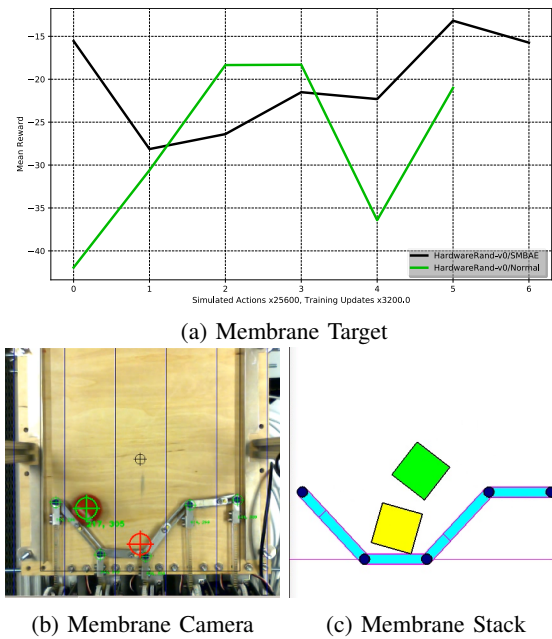 −15
−20
−25
−30
−35
−40
Mean Reward
HardwareRand-v0/SMBAE
HardwareRand-v0/Normal
0 1 2 3 4 5 6
Simulated Actions x25600, Training Updates x3200.0
(a) Membrane Target
(b) Membrane Camera
(c) Membrane Stack